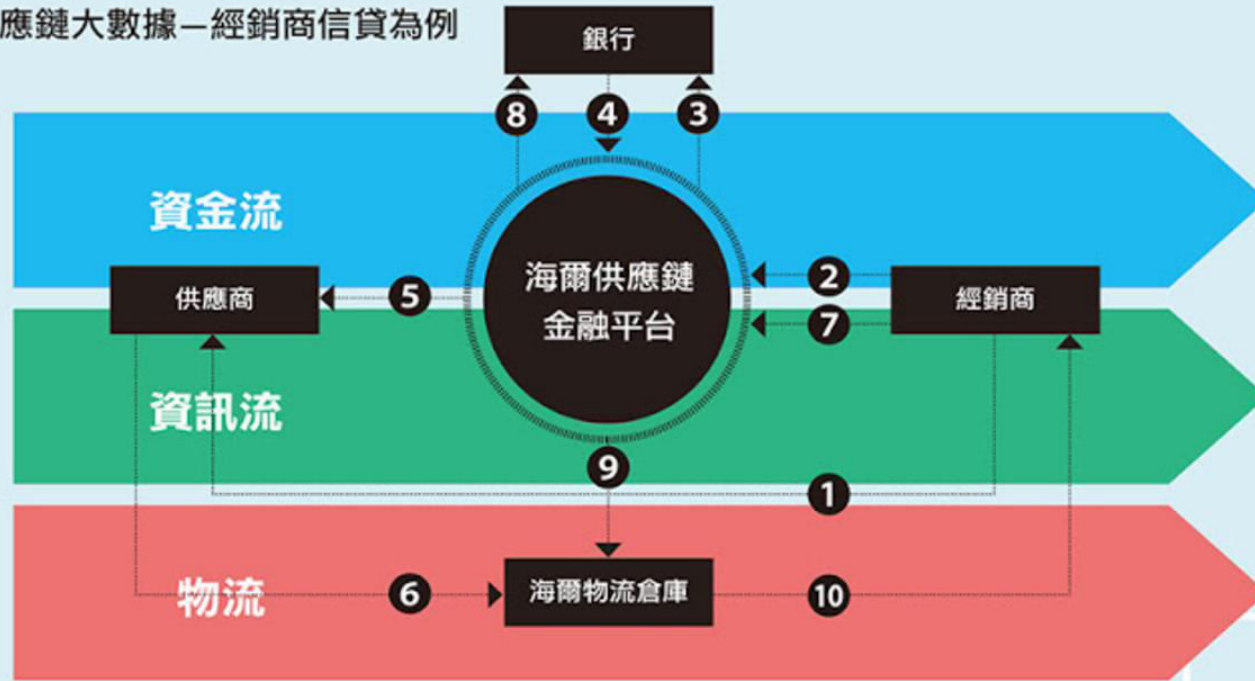 應鏈大數據—經銷商信貸為例
銀行
8
4
3
資金流
海爾供應鏈
金融平台
2
供應商
5
經銷商
7
資訊流
9
1
物流
6
海爾物流倉庫
10